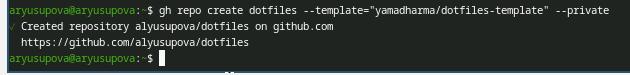 aryusupova@aryusupova:~$ gh repo create dotfiles --template="yamadharma/dotfiles-template" --private
✓ Created repository alyusupova/dotfiles on github.com
https://github.com/alyusupova/dotfiles
aryusupova@aryusupova:~$